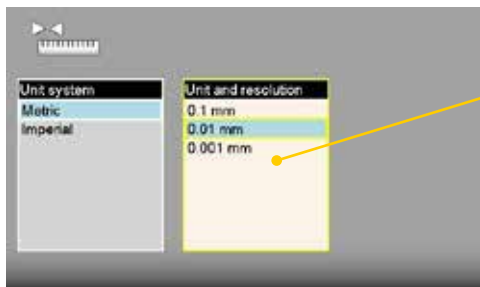 Unit system
Metric
Imperial
Unit and resolution
0.1 mm
0.01 mm
0.001 mm